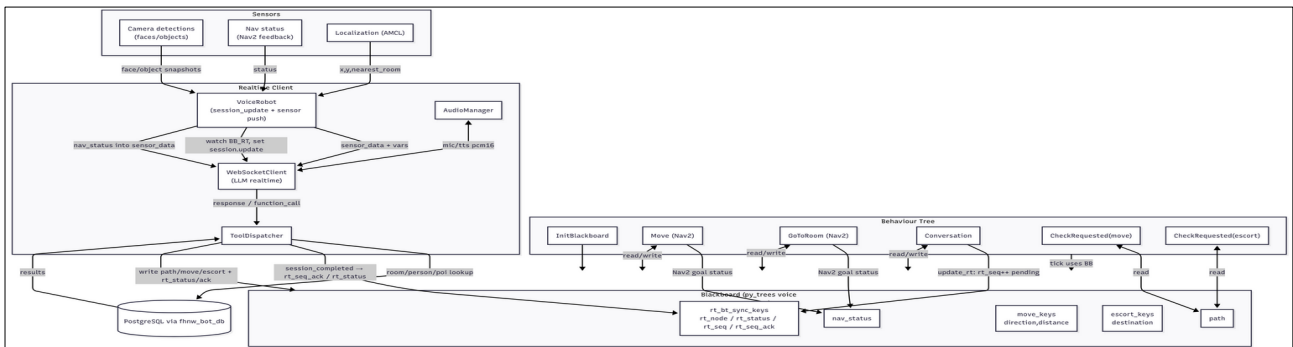 Sensors
Camera detections
(faces/objects)
Nav status
(Nav2 feedback)
Localization (AMCL)
face/object snapshots
status
x,y,nearest_room
Realtime Client
VoiceRobot
(session_update + sensor
push)
AudioManager
nav_status into sensor_data
watch BB_RT, set
session.update
sensor_data + vars
mic/tts pcm16
WebSocketClient
(LLM realtime)
response / function_call
ToolDispatcher
Behaviour Tree
InitBlackboard
Move (Nav2)
GoToRoom (Nav2)
Conversation
CheckRequested(move)
CheckRequested(escort)
read/write
read/write
read/write
tick uses BB
results
write path/move/escort +
rt_status/ack
session_completed →
rt_seq_ack / rt_status
room/person/poi lookup
Nav2 goal status
Nav2 goal status
update_rt: rt_seq++ pending
read
read
Blackboard (py_trees voice
PostgreSQL via fhnw_bot_db
rt_bt_sync_keys
rt_node / rt_status /
rt_seq / rt_seq_ack
nav_status
move_keys
direction,distance
escort_keys
destination
path